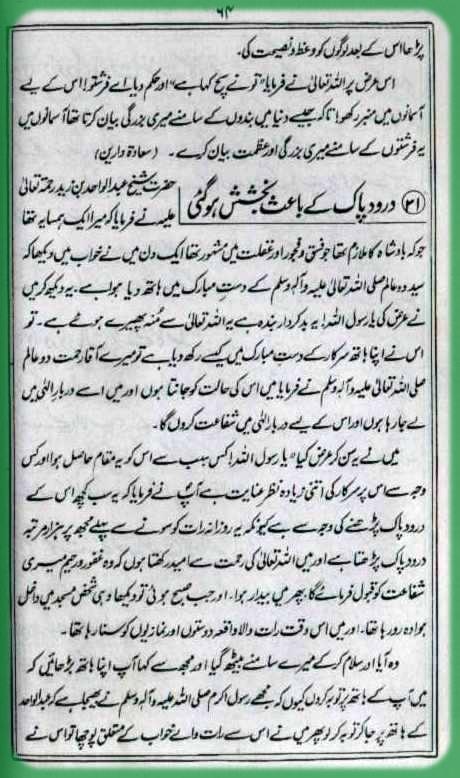 ۶۴
پڑھا اس کے بعد لوگوں کو وعظ و نصیحت کی۔
اس عرض پر اللہ تعالیٰ نے فرمایا "تو نے سچ کہا ہے" اور حکم دیا۔ اے فرشتو! اس کے لیے
آسمانوں میں منبر رکھو! تاکہ جیسے دنیا میں بندوں کے سامنے میری بزرگی بیان کرتا تھا آسمانوں میں
یہ فرشتوں کے سامنے میری بزرگی اور عظمت بیان کرے۔ (سعادۃ دارین)
(۳۱) درود پاک کے باعث بخشش ہو گئی
حضرت شیخ عبدالواحد بن زید رحمۃ تعالیٰ
علیہ نے فرمایا کہ میرا ایک ہمسایہ تھا
جو کہ بادشاہ کا ملازم تھا جو فسق و فجور اور غفلت میں مشہور تھا ایک دن میں نے خواب میں دیکھا کہ
سید دو عالم صلی اللہ تعالیٰ علیہ وآلہٖ وسلم کے دستِ مبارک میں ہاتھ دیا ہوا ہے۔ یہ دیکھ کر میں
نے عرض کی یا رسول اللہ! یہ بد کردار بندہ ہے یہ اللہ تعالیٰ سے مُنہ پھیرے ہوئے ہے۔ تو
اس نے اپنا ہاتھ سرکار کے دستِ مبارک میں کیسے رکھ دیا ہے تو میرے آقا رحمت دو عالم
صلی اللہ تعالیٰ علیہ وآلہٖ وسلم نے فرمایا میں اس کی حالت کو جانتا ہوں اور میں اسے دربار الٰہی میں
لے جا رہا ہوں اور اس کے لیے دربار الٰہی میں شفاعت کروں گا۔
میں نے یہ سن کر عرض کیا "یا رسول اللہ! کس سبب سے اس کو یہ مقام حاصل ہوا اور کس
وجہ سے اس پر سرکار کی اتنی زیادہ نظر عنایت ہے آپ نے فرمایا کہ یہ سب کچھ اس کے
درود پاک پڑھنے کی وجہ سے ہے کیونکہ یہ روزانہ رات کو سونے سے پہلے مجھ پر ہزار مرتبہ
درود پاک پڑھتا ہے اور میں اللہ تعالیٰ کی رحمت سے امید رکھتا ہوں کہ وہ غفور رحیم میری
شفاعت کو قبول فرمائے گا، پھر میں بیدار ہوا۔ اور جب صبح ہوئی تو دیکھا وہی شخص مسجد میں داخل
ہوا وہ رو رہا تھا۔ اور میں اس وقت رات والا واقعہ دوستوں اور نمازیوں کو سنا رہا تھا۔
وہ آیا اور سلام کر کے میرے سامنے بیٹھ گیا اور مجھ سے کہا آپ اپنا ہاتھ بڑھائیں کہ
میں آپ کے ہاتھ پر توبہ کروں کیوں کہ مجھے رسول اکرم صلی اللہ علیہ وآلہٖ وسلم نے بھیجا ہے کہ عبدالواحد
کے ہاتھ پر جا کر توبہ کر لو پھر میں نے اس سے رات والے خواب کے متعلق پوچھا تو اس نے